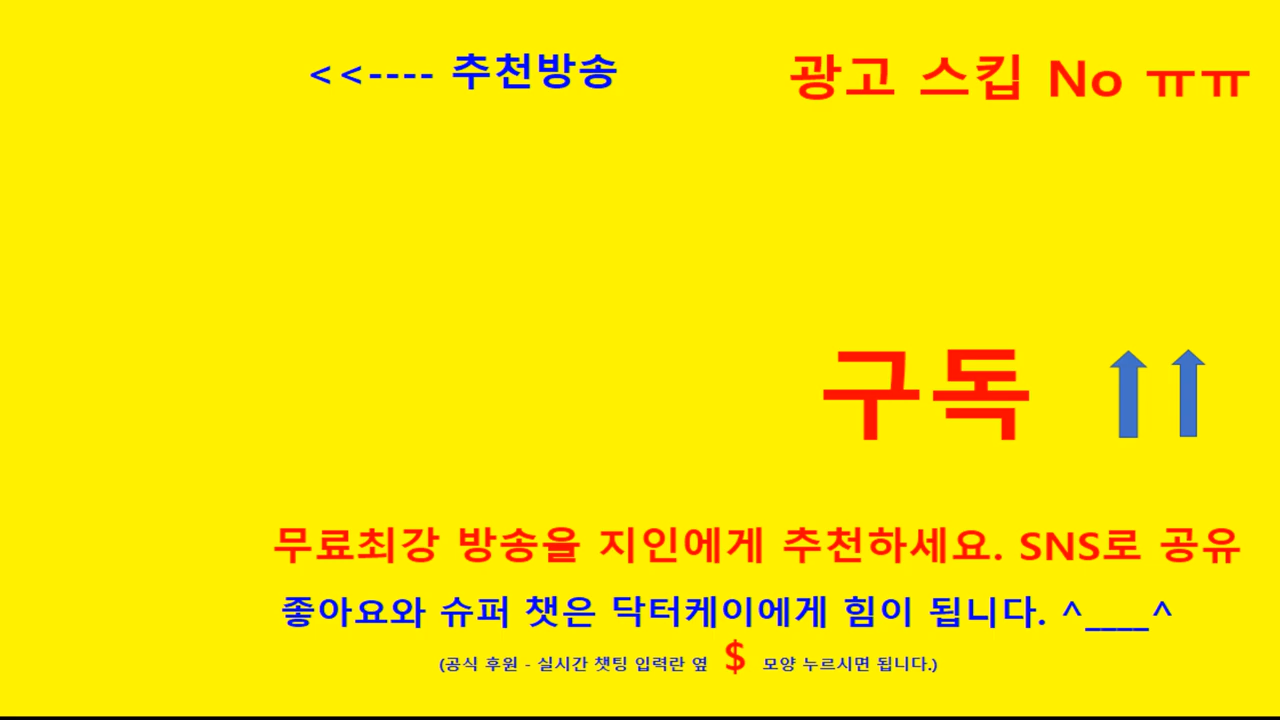 <<---- 추천방송
광고 스킵 No ㅠㅠ
구독
무료최강 방송을 지인에게 추천하세요. SNS로 공유
좋아요와 슈퍼 챗은 닥터케이에게 힘이 됩니다. ^____^
(공식 후원 - 실시간 챗팅 입력란 옆 $ 모양 누르시면 됩니다.)